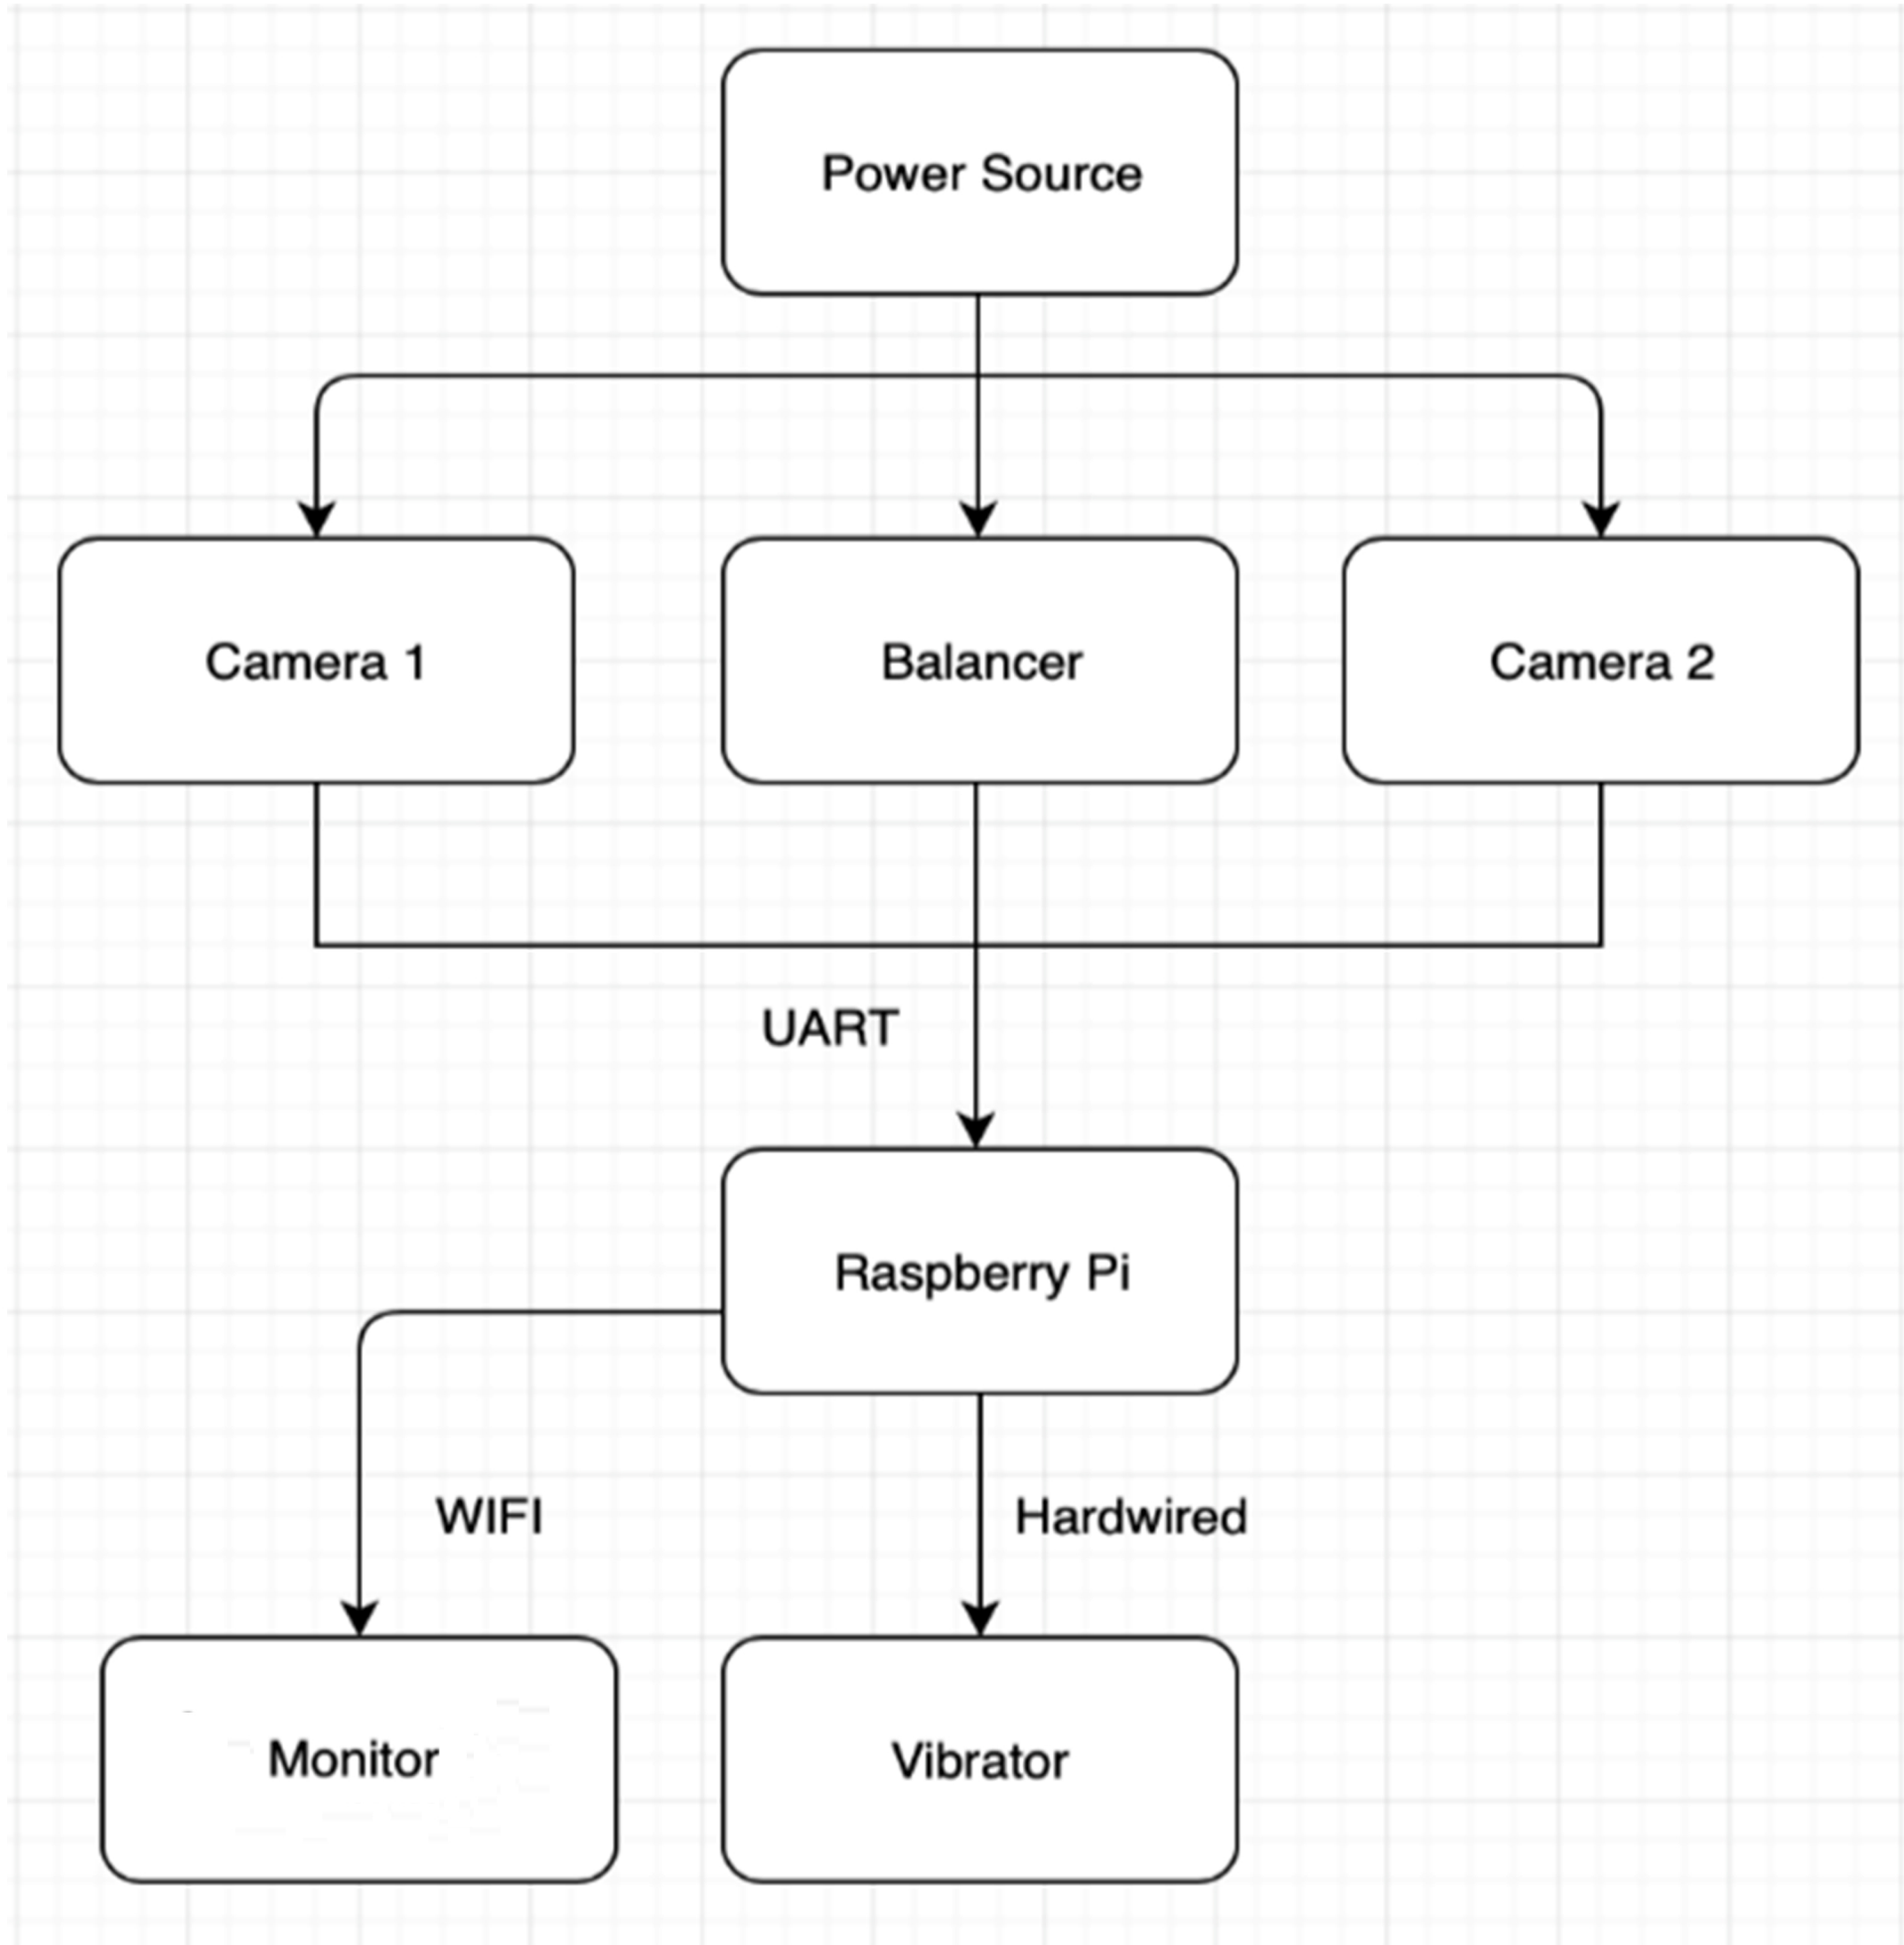 Power Source
Camera 1
Balancer
Camera 2
UART
Raspberry Pi
WIFI
Hardwired
Monitor
Vibrator